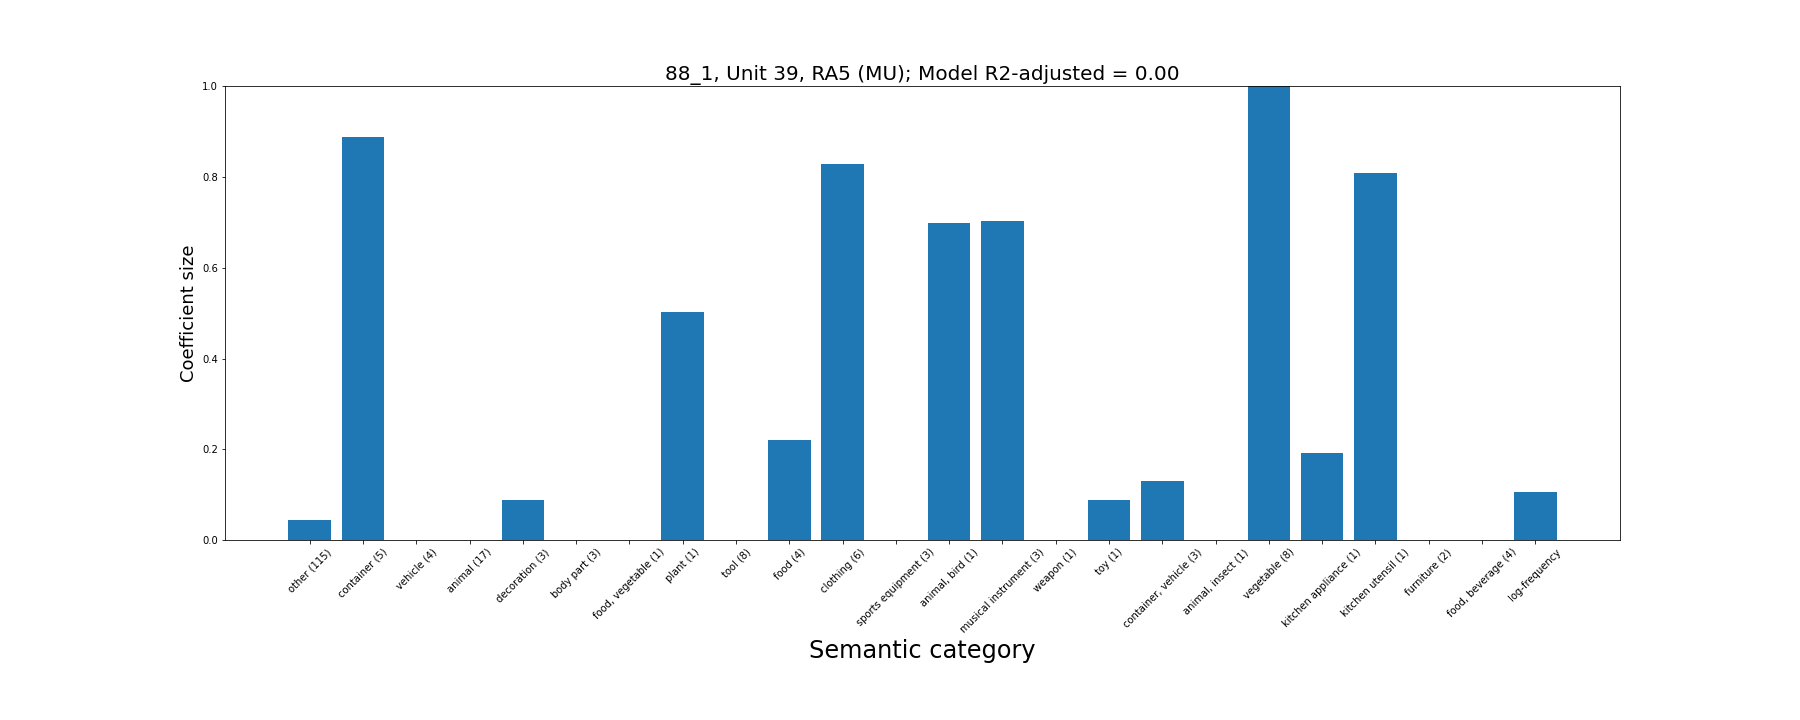 88_1, Unit 39, RA5 (MU); Model R2-adjusted = 0.00
Coefficient size
1.0
0.8
0.6
0.4
0.2
0.0
other (115)
container (5)
vehicle (4)
animal (17)
decoration (3)
body part (3)
food, vegetable (1)
plant (1)
tool (8)
food (4)
clothing (6)
sports equipment (3)
animal, bird (1)
musical instrument (3)
weapon (1)
toy (1)
container, vehicle (3)
animal, insect (1)
vegetable (8)
kitchen appliance (1)
kitchen utensil (1)
furniture (2)
food, beverage (4)
log-frequency
Semantic category